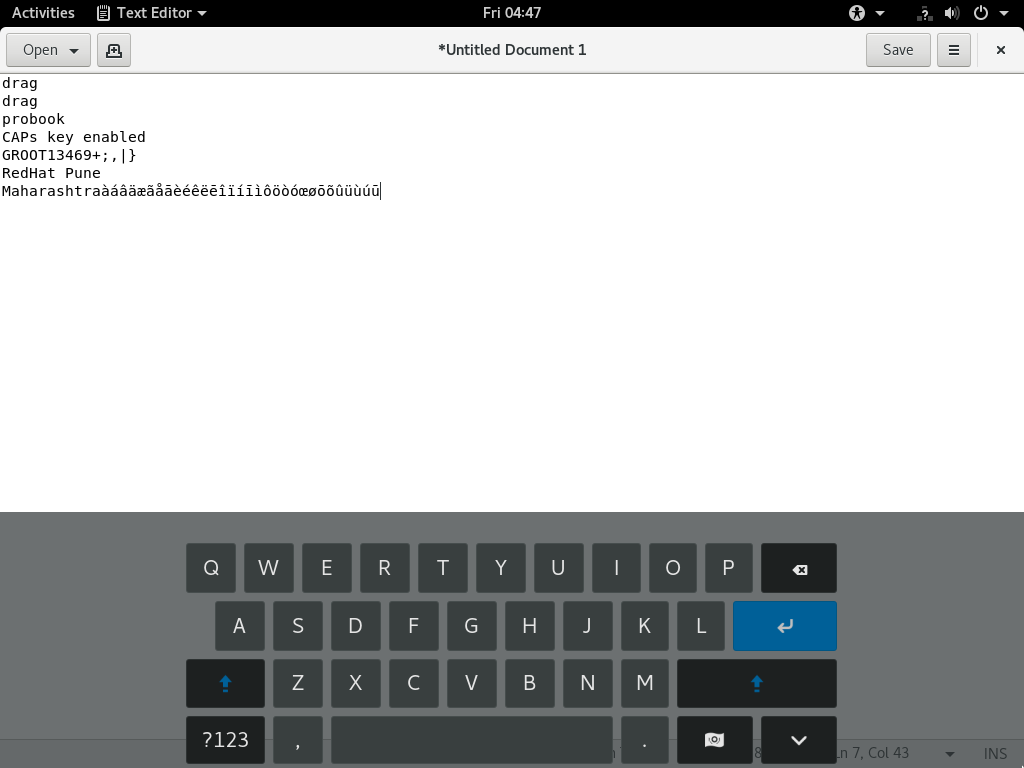 Activities Text Editor Fri 04:47
Open *Untitled Document 1 Save
drag
drag
probook
CAPs key enabled
GROOT13469+;,|}
RedHat Pune
Maharashtraàáâäæãåāèéêëēîïíīìôöòóœøōõûüùúū
Q W E R T Y U I O P
A S D F G H J K L
Z X C V B N M
?123 , .
Ln 7, Col 43 INS